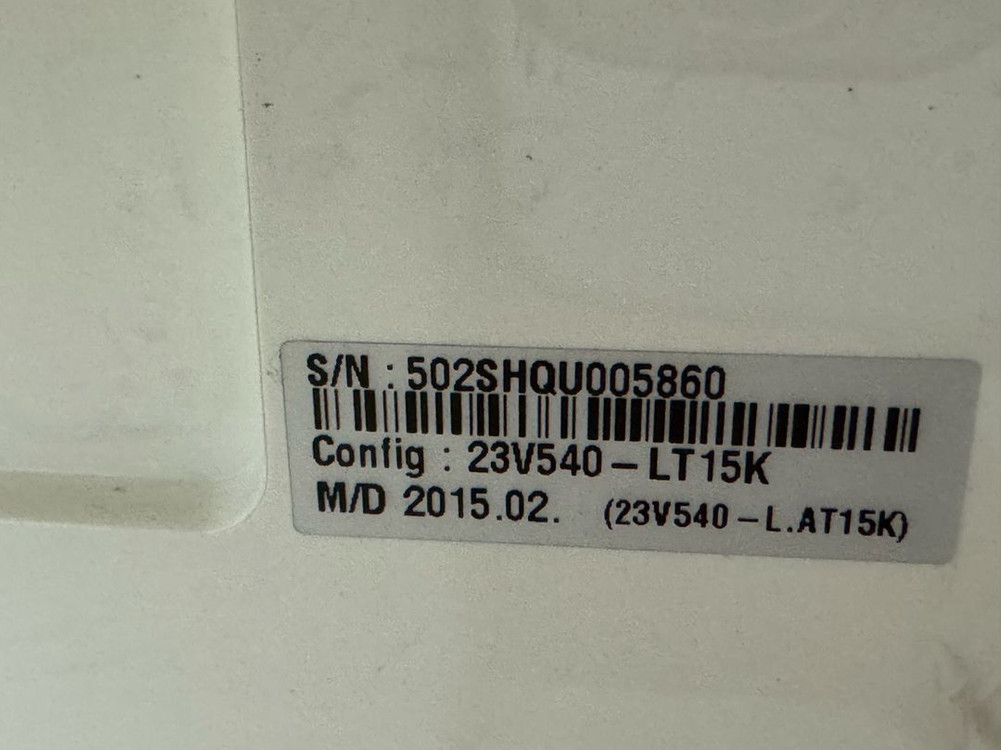 S/N : 502SHQU005860
Config : 23V540-LT15K
M/D 2015.02. (23V540-L.AT15K)